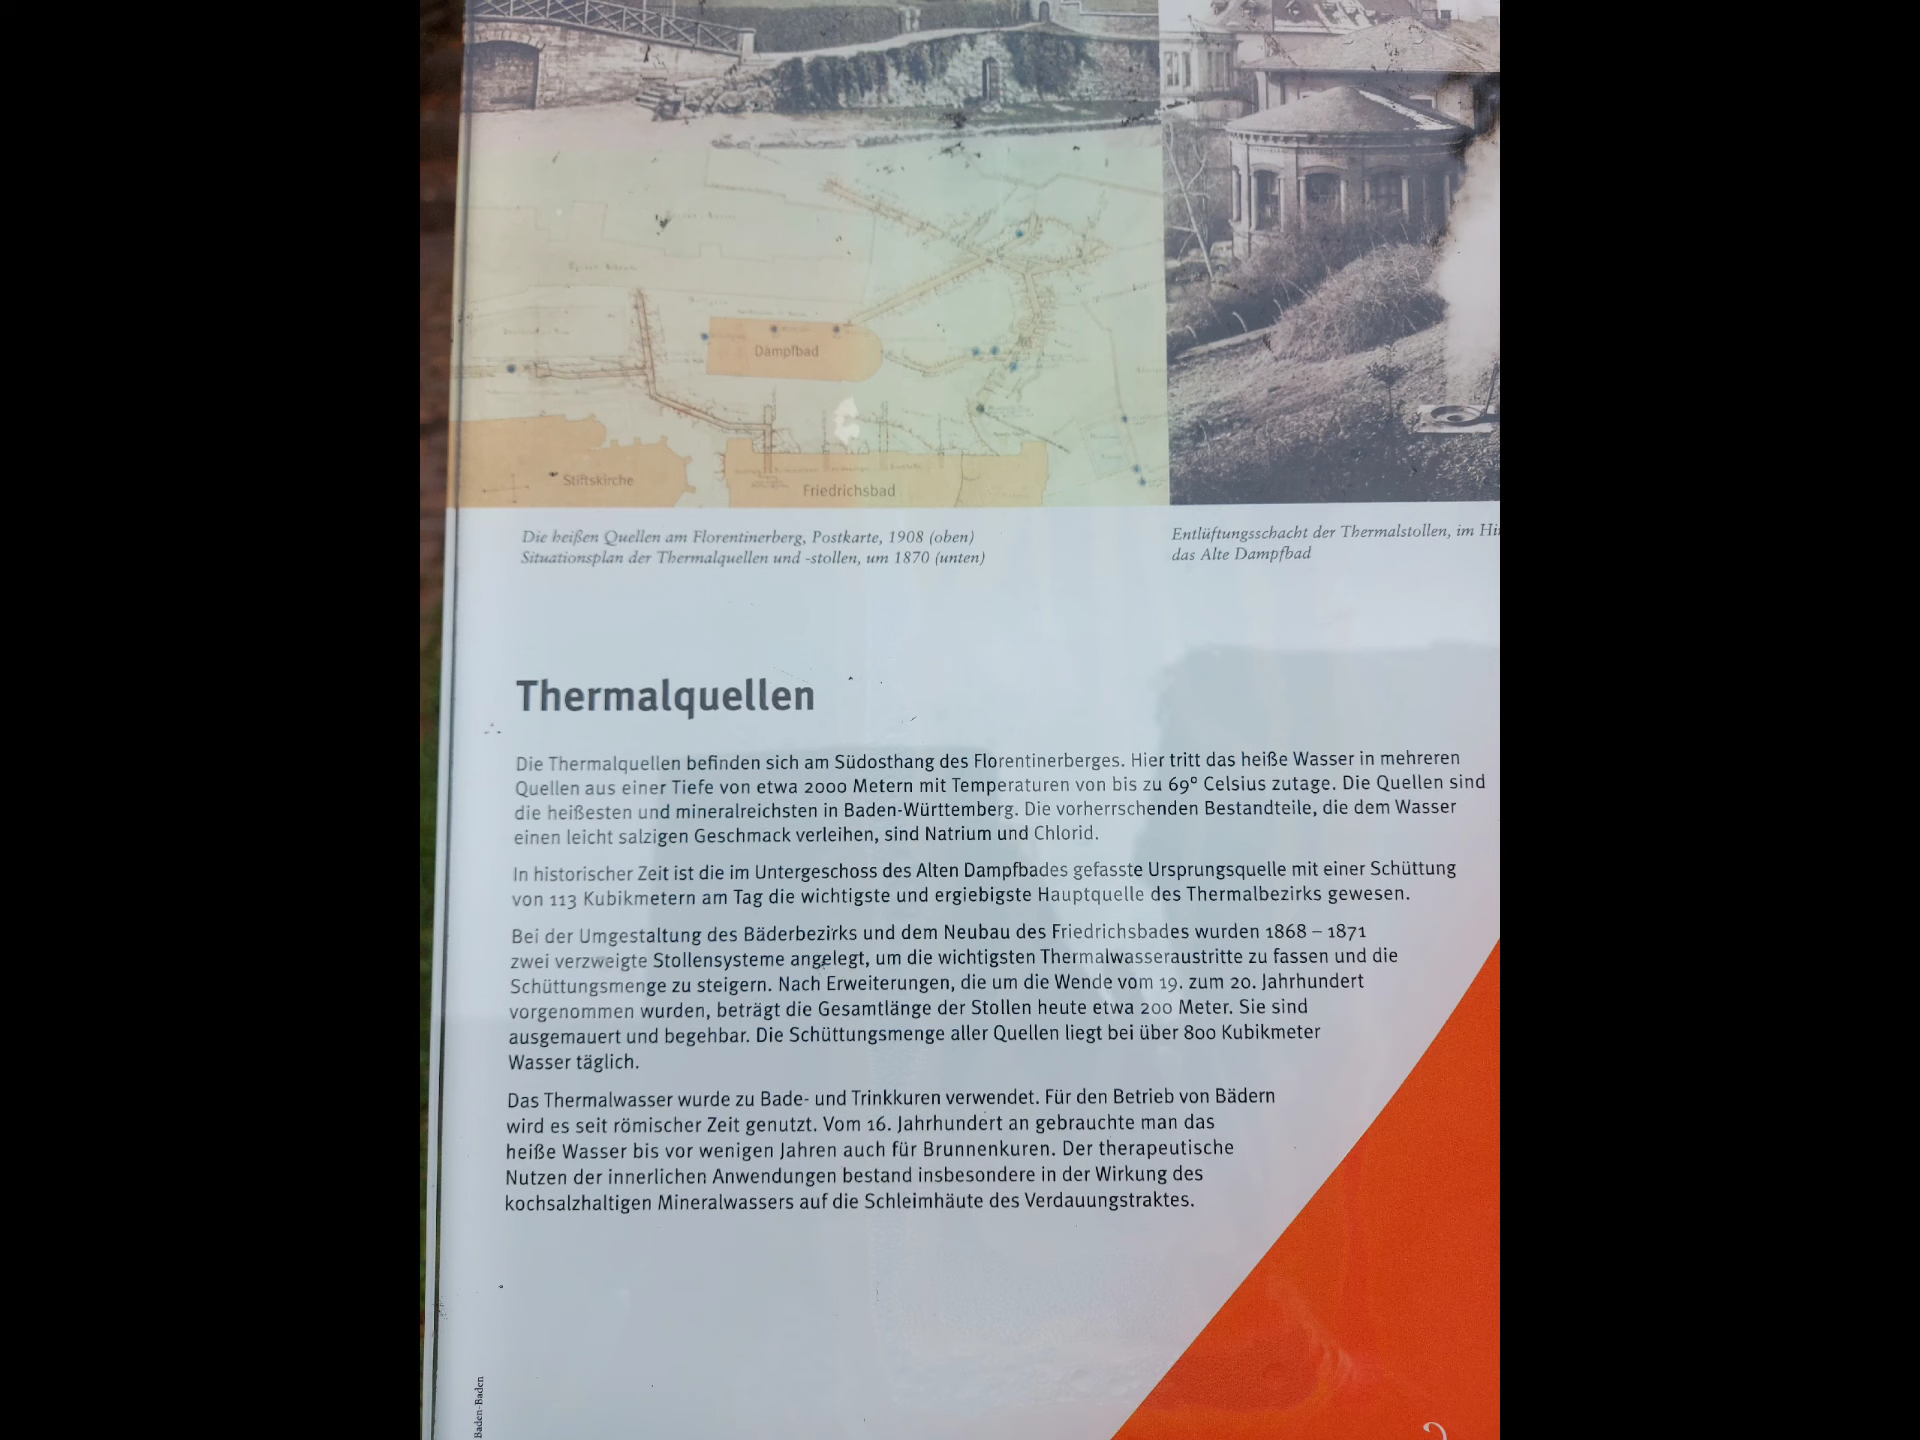 Dampfbad
Stiftskirche
Friedrichsbad
Die heißen Quellen am Florentinerberg, Postkarte, 1908 (oben)
Situationsplan der Thermalquellen und -stollen, um 1870 (unten)
Entlüftungsschacht der Thermalstollen, im
das Alte Dampfbad
Thermalquellen
Die Thermalquellen befinden sich am Südosthang des Florentinerberges. Hier tritt das heiße Wasser in mehreren
Quellen aus einer Tiefe von etwa 2000 Metern mit Temperaturen von bis zu 69° Celsius zutage. Die Quellen sind
die heißesten und mineralreichsten in Baden-Württemberg. Die vorherrschenden Bestandteile, die dem Wasser
einen leicht salzigen Geschmack verleihen, sind Natrium und Chlorid.
In historischer Zeit ist die im Untergeschoss des Alten Dampfbades gefasste Ursprungsquelle mit einer Schüttung
von 113 Kubikmetern am Tag die wichtigste und ergiebigste Hauptquelle des Thermalbezirks gewesen.
Bei der Umgestaltung des Bäderbezirks und dem Neubau des Friedrichsbades wurden 1868 – 1871
zwei verzweigte Stollensysteme angelegt, um die wichtigsten Thermalwasseraustritte zu fassen und die
Schüttungsmenge zu steigern. Nach Erweiterungen, die um die Wende vom 19. zum 20. Jahrhundert
vorgenommen wurden, beträgt die Gesamtlänge der Stollen heute etwa 200 Meter. Sie sind
ausgemauert und begehbar. Die Schüttungsmenge aller Quellen liegt bei über 800 Kubikmeter
Wasser täglich.
Das Thermalwasser wurde zu Bade- und Trinkkuren verwendet. Für den Betrieb von Bädern
wird es seit römischer Zeit genutzt. Vom 16. Jahrhundert an gebrauchte man das
heiße Wasser bis vor wenigen Jahren auch für Brunnenkuren. Der therapeutische
Nutzen der innerlichen Anwendungen bestand insbesondere in der Wirkung des
kochsalzhaltigen Mineralwassers auf die Schleimhäute des Verdauungstraktes.
Baden-Baden